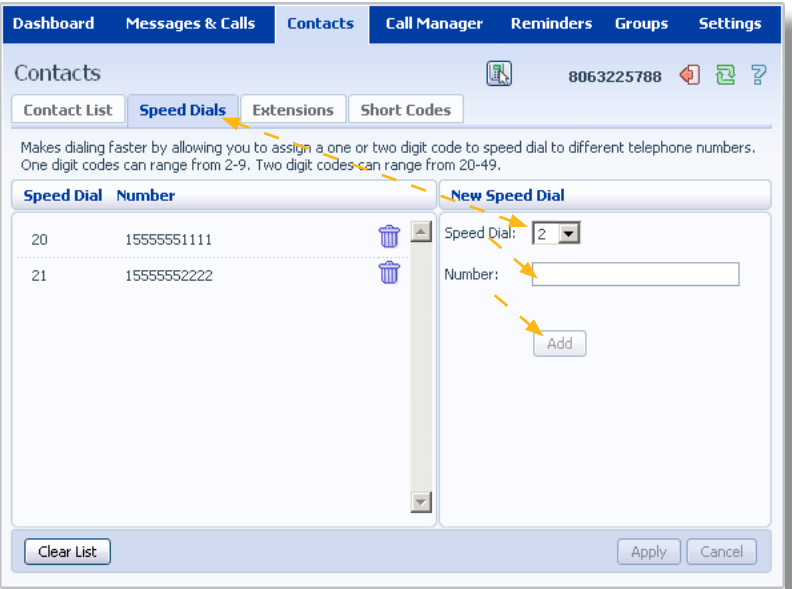 Dashboard Messages & Calls Contacts Call Manager Reminders Groups Settings
Contacts 8063225788
Contact List Speed Dials Extensions Short Codes
Makes dialing faster by allowing you to assign a one or two digit code to speed dial to different telephone numbers.
One digit codes can range from 2-9. Two digit codes can range from 20-49.
Speed Dial Number New Speed Dial
20 15555551111 Speed Dial: 2
21 15555552222 Number:
Add
Clear List Apply Cancel